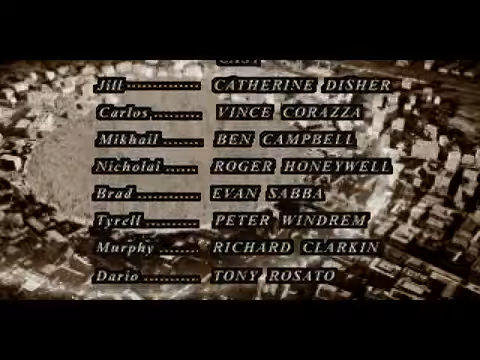 CAST
Jill .............. CATHERINE DISHER
Carlos ......... VINCE CORAZZA
Mikhail ....... BEN CAMPBELL
Nicholai ...... ROGER HONEYWELL
Brad ............ EVAN SABBA
Tyrell .......... PETER WINDREM
Murphy ........ RICHARD CLARKIN
Dario ........... TONY ROSATO